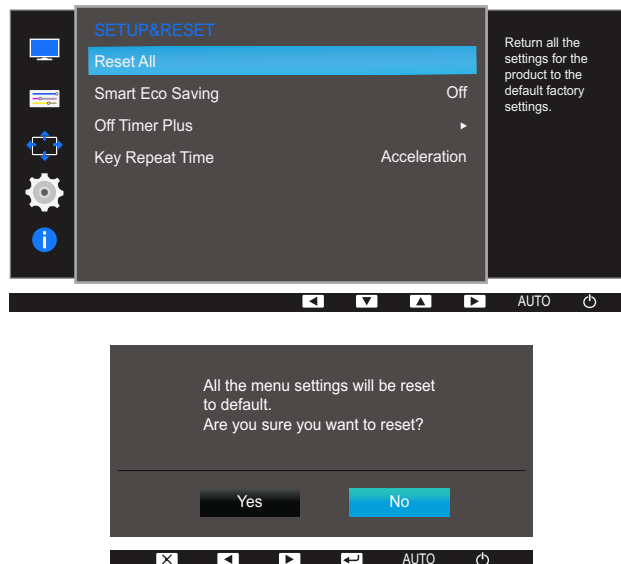 SETUP&RESET
Reset All
Smart Eco Saving Off
Off Timer Plus ▸
Key Repeat Time Acceleration
Return all the
settings for the
product to the
default factory
settings.
AUTO
All the menu settings will be reset
to default.
Are you sure you want to reset?
Yes No
AUTO